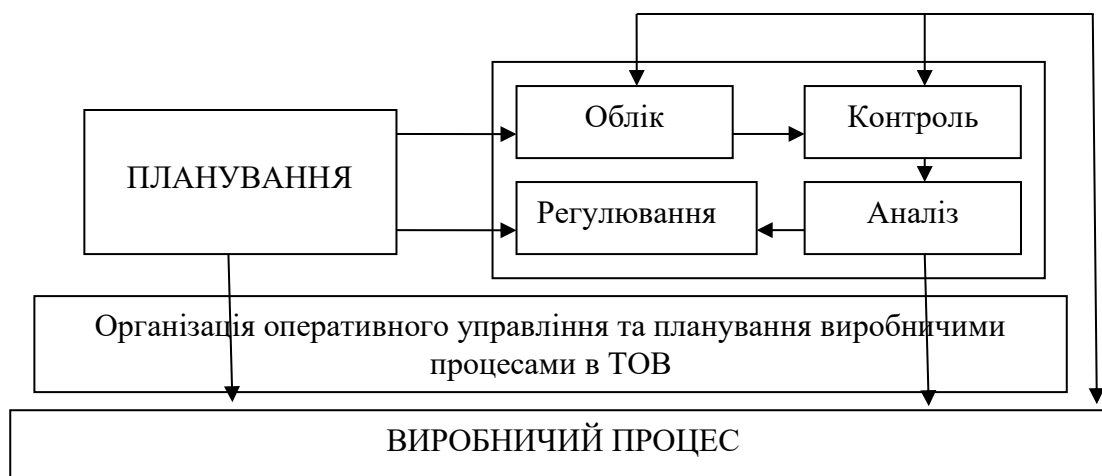 Облік
Контроль
ПЛАНУВАННЯ
Регулювання
Аналіз
Організація оперативного управління та планування виробничими
процесами в ТОВ
ВИРОБНИЧИЙ ПРОЦЕС